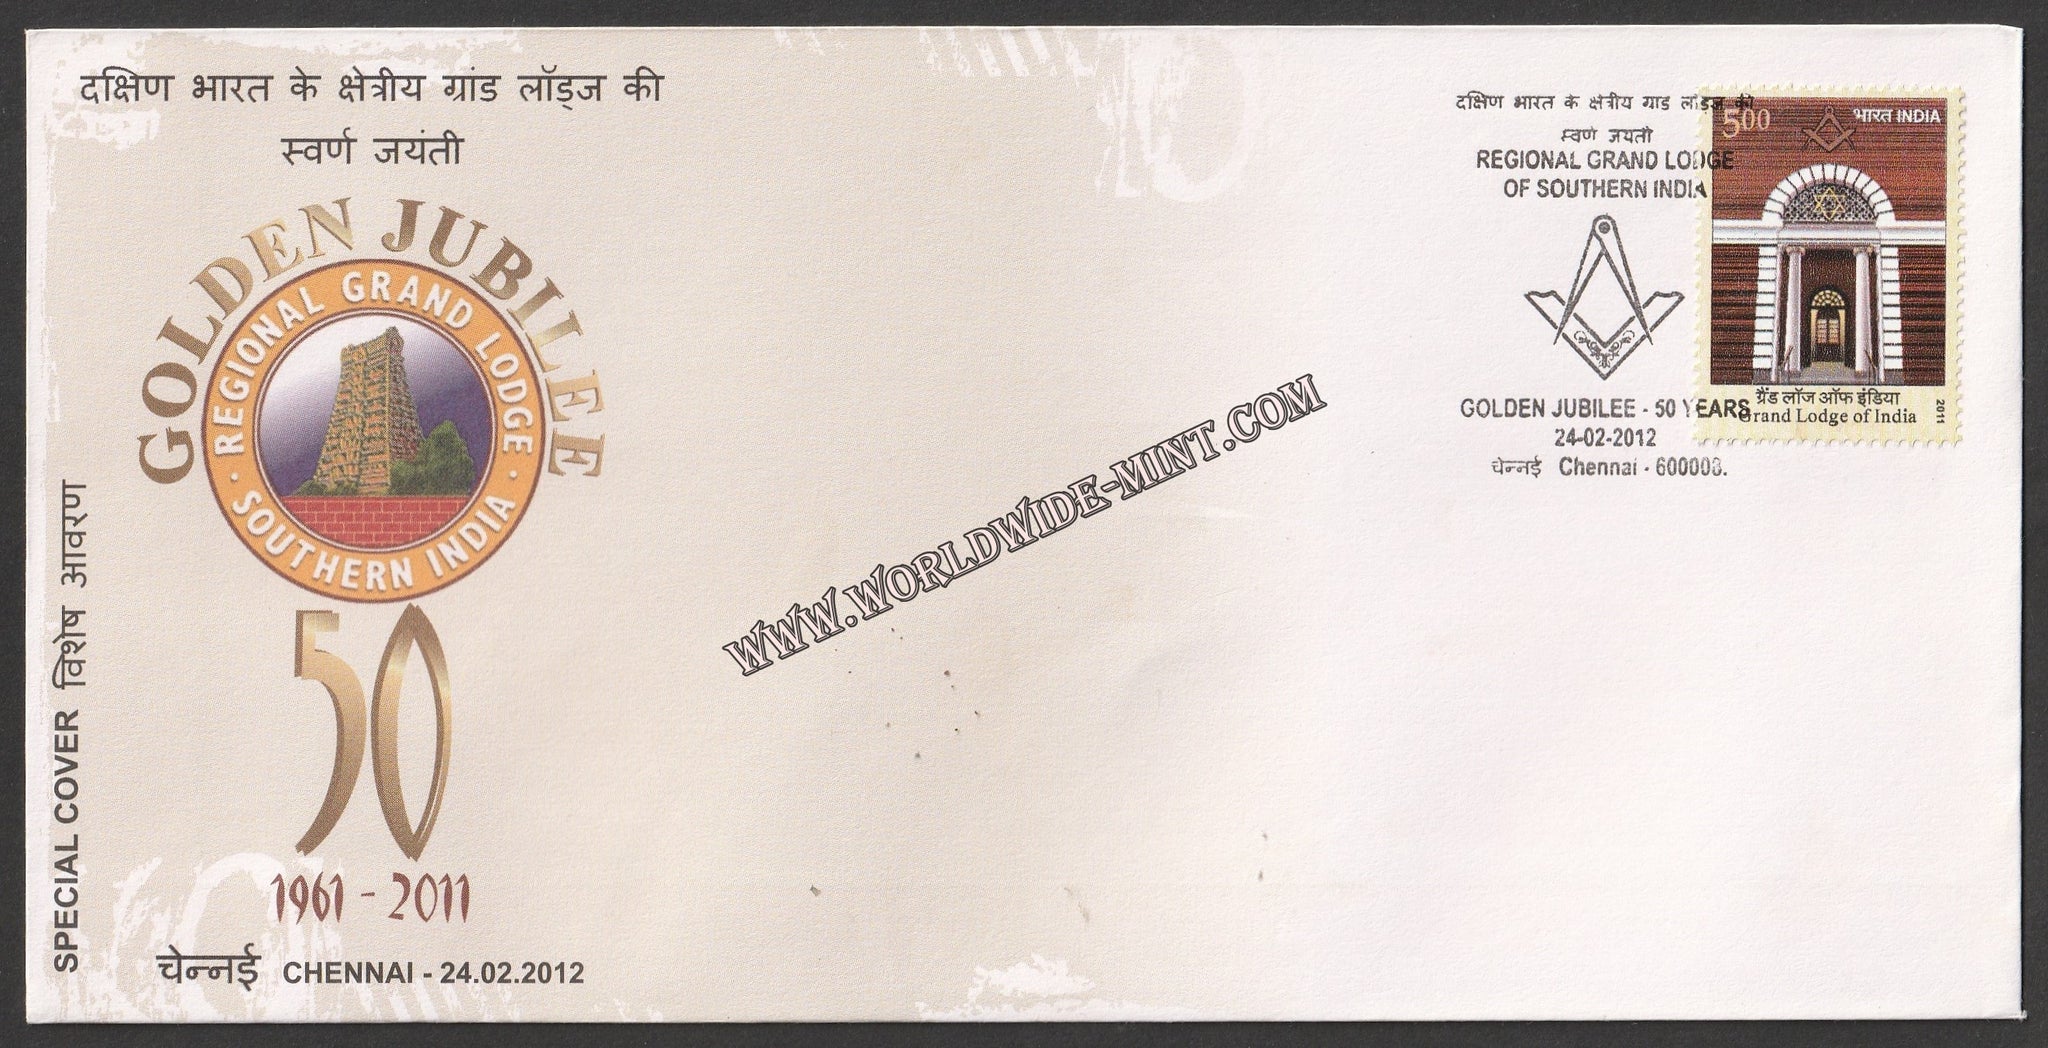 दक्षिण भारत के क्षेत्रीय ग्रांड लॉड्ज की
स्वर्ण जयंती
GOLDEN JUBILEE
REGIONAL GRAND LODGE
SOUTHERN INDIA
50
1961 - 2011
चेन्नई CHENNAI - 24.02.2012
SPECIAL COVER विशेष आवरण
WWW.WORLDWIDE-MINT.COM
दक्षिण भारत के क्षेत्रीय ग्रांड लॉड्ज की
स्वर्ण जयंती
REGIONAL GRAND LODGE
OF SOUTHERN INDIA
GOLDEN JUBILEE - 50 YEARS
24-02-2012
चेन्नई Chennai - 600008.
500
भारत INDIA
ग्रैंड लॉज ऑफ इंडिया
Grand Lodge of India
2011